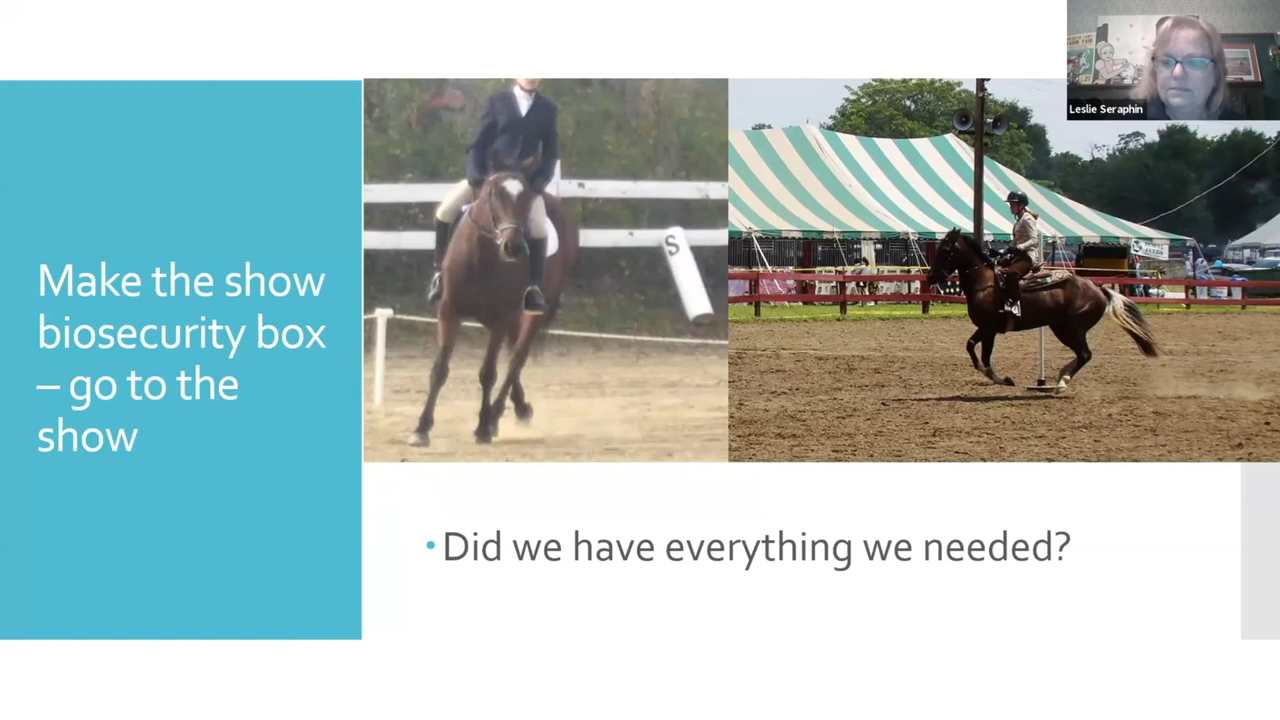 Leslie Seraphin
S
Make the show
biosecurity box
– go to the
show
• Did we have everything we needed?